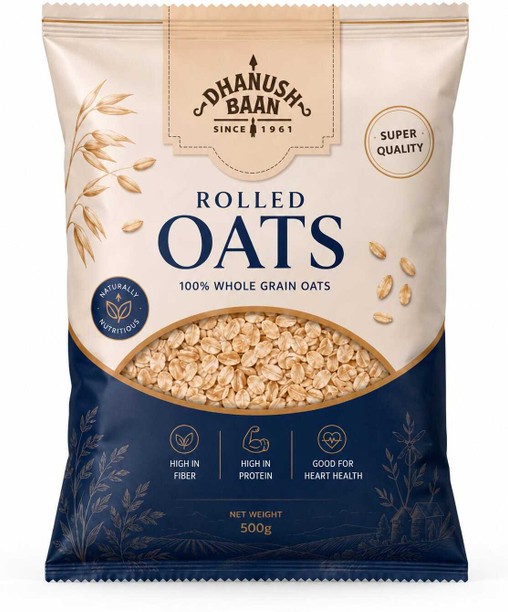 DHANUSH
BAAN
SINCE 1961
SUPER
QUALITY
ROLLED
OATS
100% WHOLE GRAIN OATS
NATURALLY
NUTRITIOUS
HIGH IN
FIBER
HIGH IN
PROTEIN
GOOD FOR
HEART HEALTH
NET WEIGHT
500g